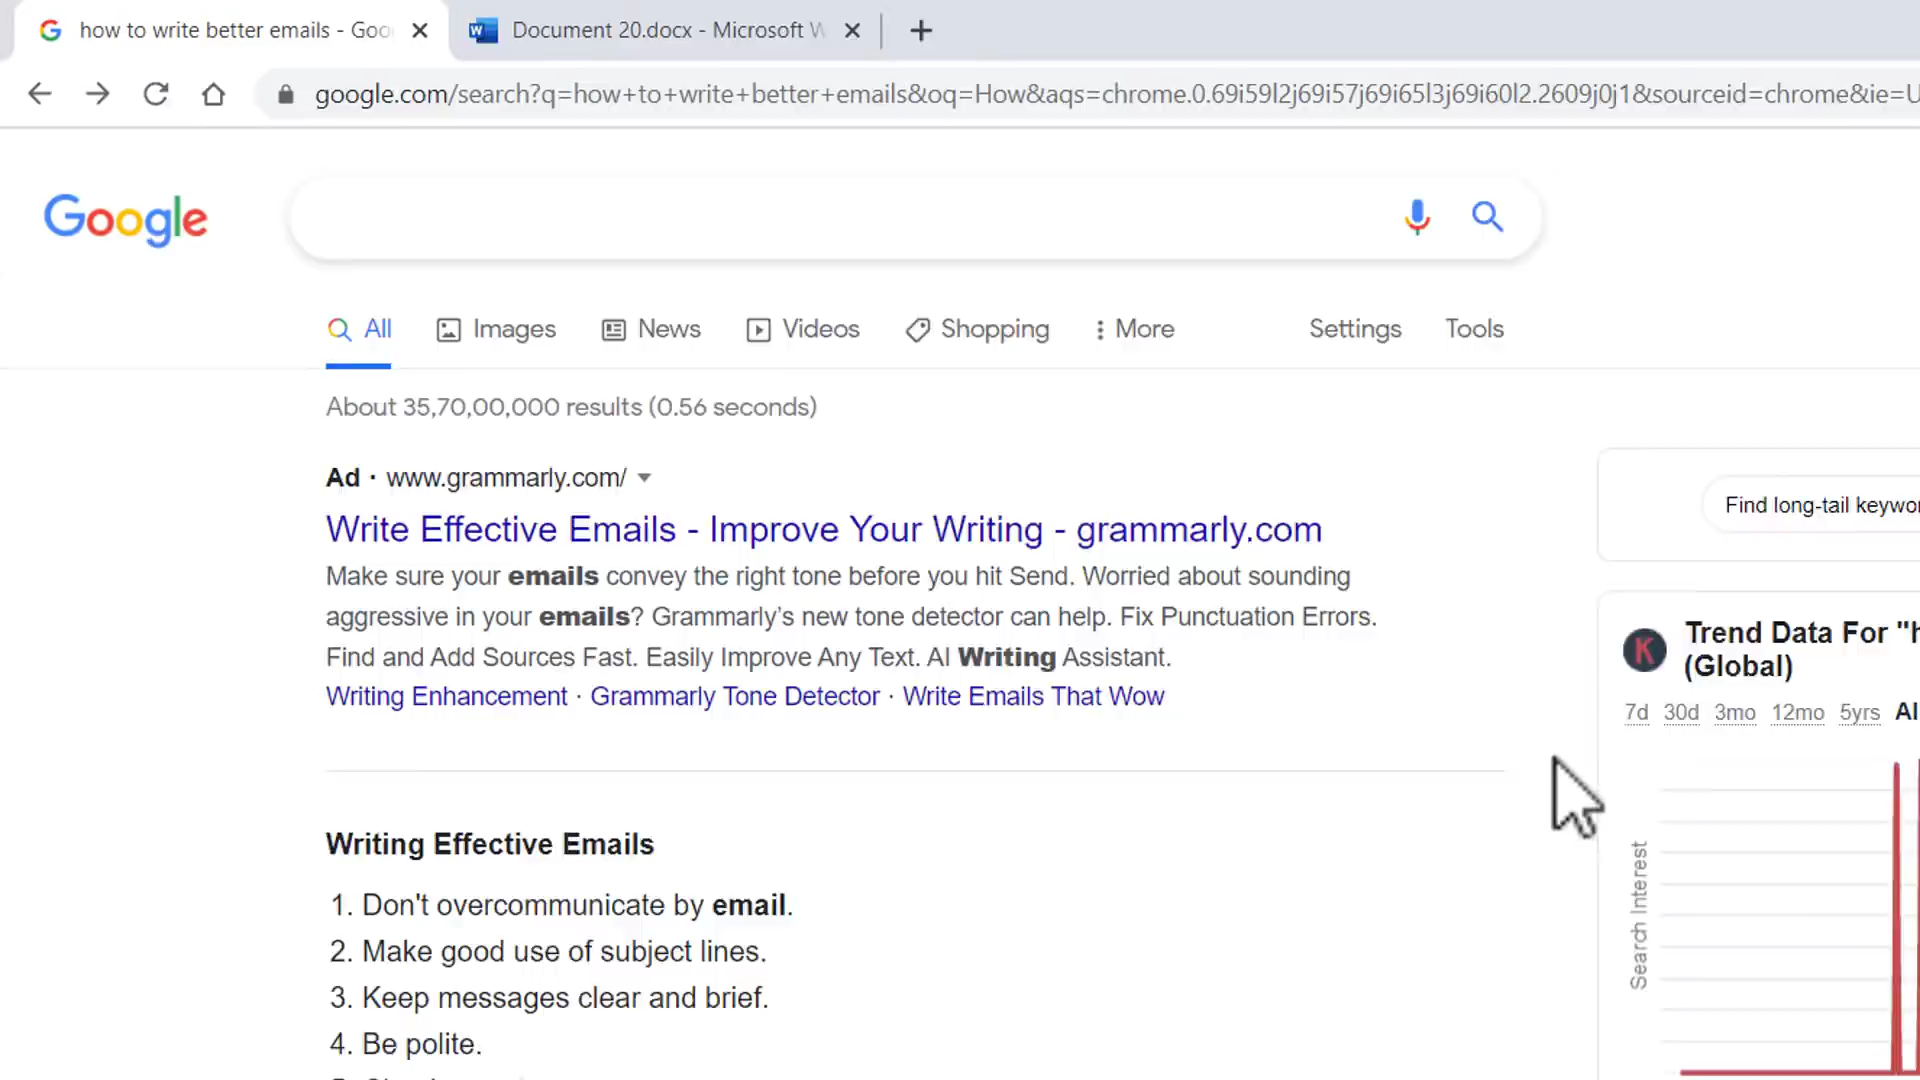 how to write better emails - Goo
Document 20.docx - Microsoft W
google.com/search?q=how+to+write+better+emails&oq=How&aqs=chrome.0.69i59l2j69i57j69i65l3j69i60l2.2609j0j1&sourceid=chrome&ie=U
Google
All Images News Videos Shopping More Settings Tools
About 35,70,00,000 results (0.56 seconds)
Ad · www.grammarly.com/
Write Effective Emails - Improve Your Writing - grammarly.com
Make sure your emails convey the right tone before you hit Send. Worried about sounding
aggressive in your emails? Grammarly's new tone detector can help. Fix Punctuation Errors.
Find and Add Sources Fast. Easily Improve Any Text. AI Writing Assistant.
Writing Enhancement · Grammarly Tone Detector · Write Emails That Wow
Writing Effective Emails
1. Don't overcommunicate by email.
2. Make good use of subject lines.
3. Keep messages clear and brief.
4. Be polite.
Find long-tail keywor
K
Trend Data For "h
(Global)
7d 30d 3mo 12mo 5yrs Al
Search Interest